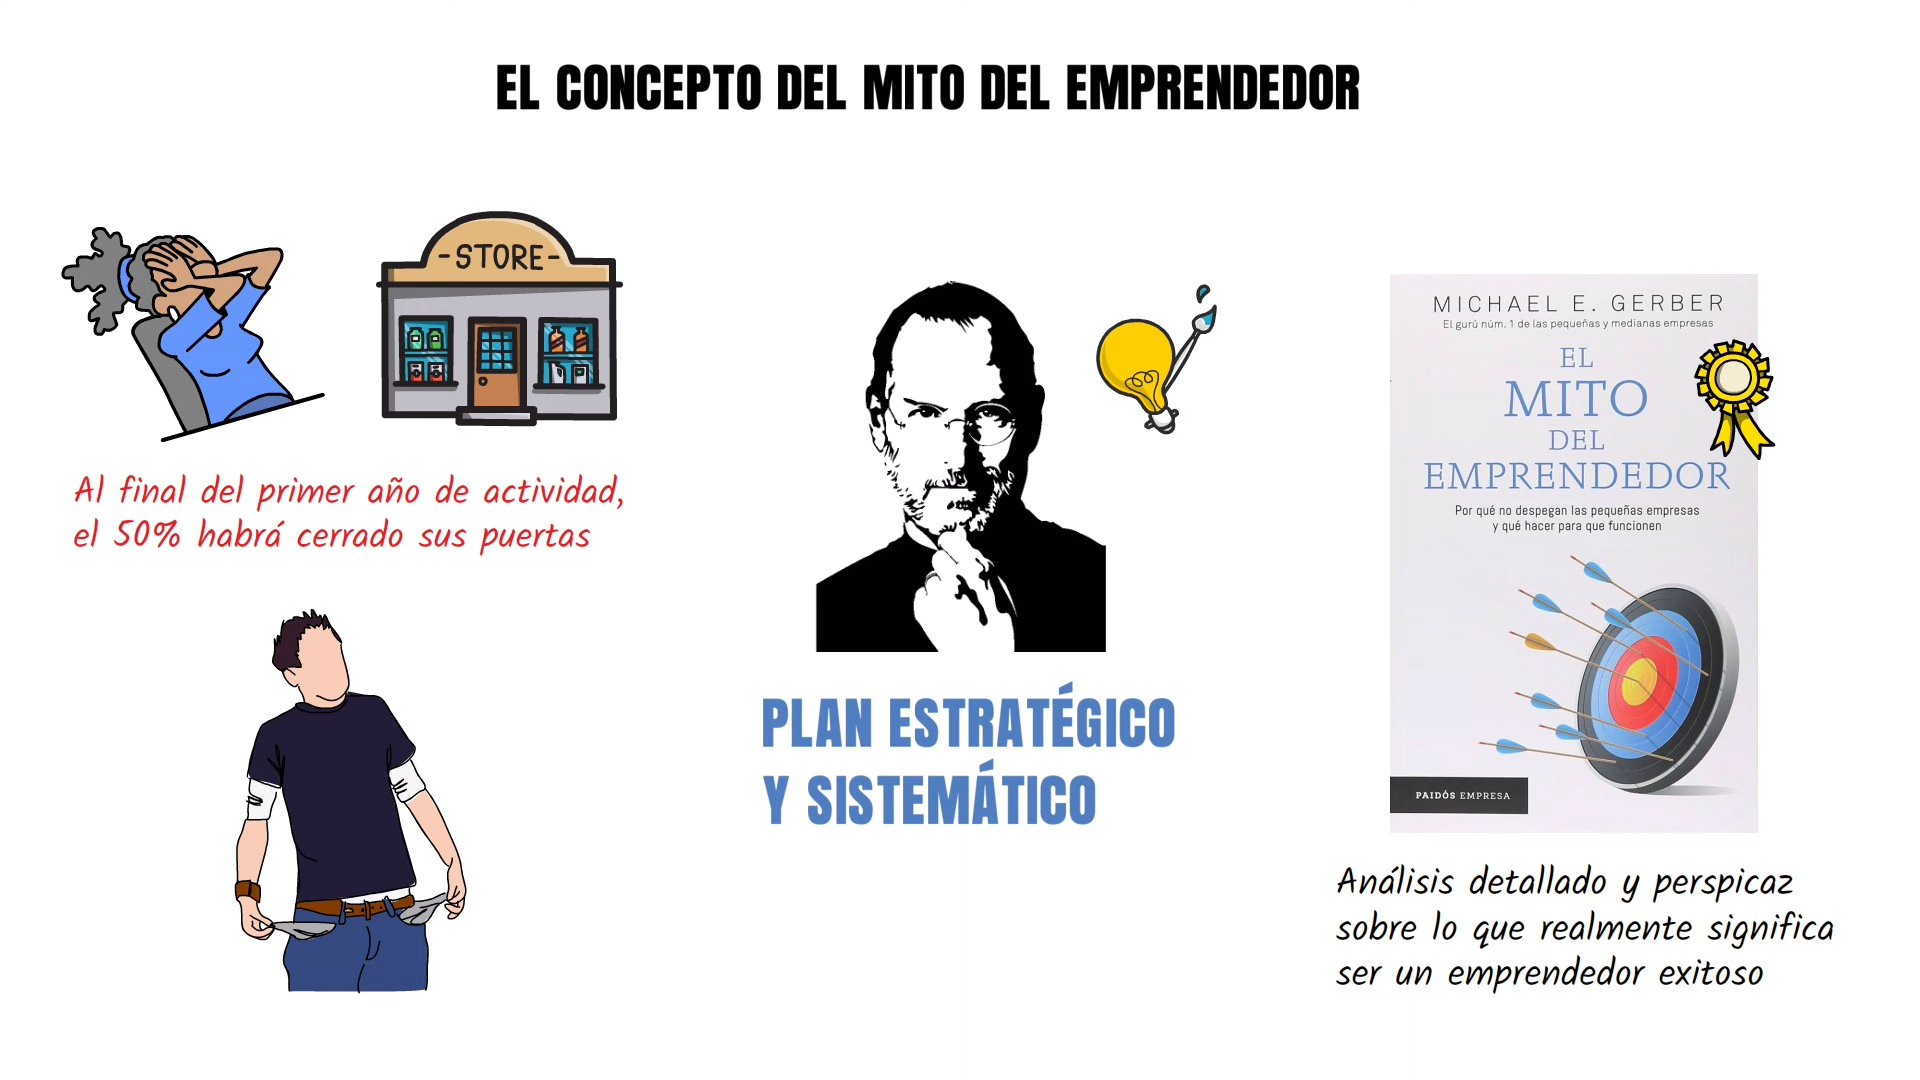 EL CONCEPTO DEL MITO DEL EMPRENDEDOR
-STORE-
Al final del primer año de actividad,
el 50% habrá cerrado sus puertas
PLAN ESTRATÉGICO
Y SISTEMÁTICO
MICHAEL E. GERBER
El gurú núm. 1 de las pequeñas y medianas empresas
EL
MITO
DEL
EMPRENDEDOR
Por qué no despegan las pequeñas empresas
y qué hacer para que funcionen
PAIDÓS EMPRESA
Análisis detallado y perspicaz
sobre lo que realmente significa
ser un emprendedor exitoso